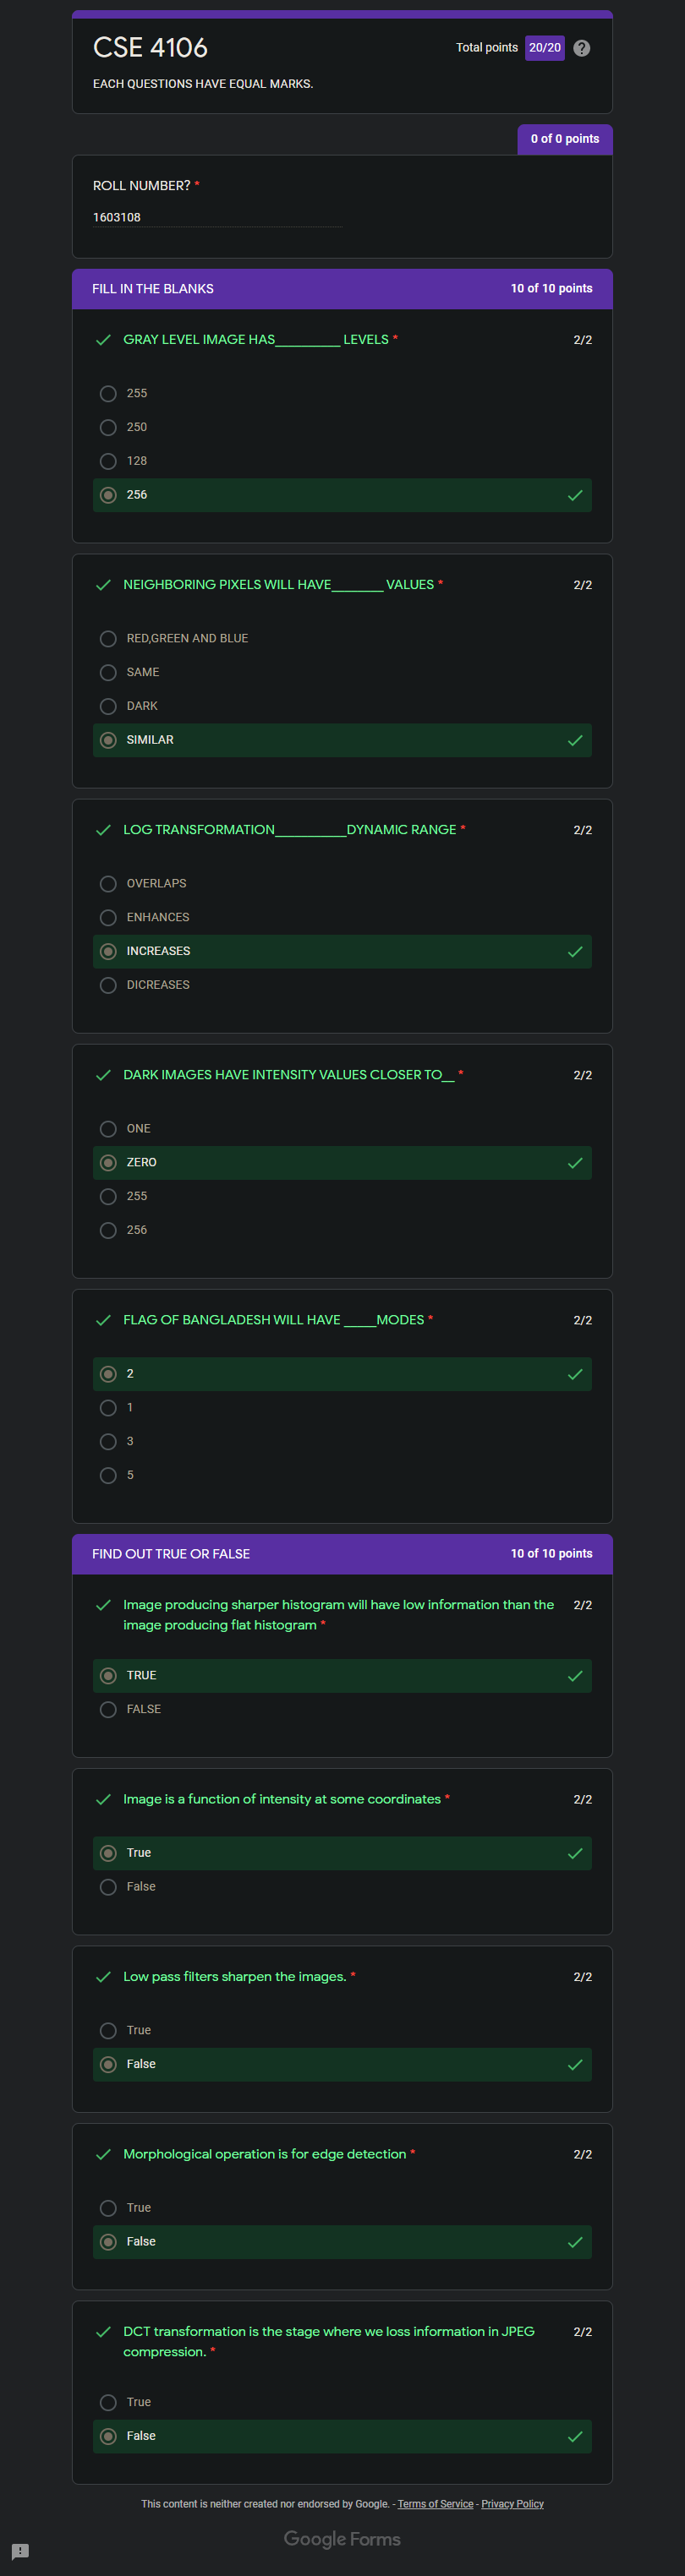 CSE 4106
Total points 20/20 ?
EACH QUESTIONS HAVE EQUAL MARKS.
0 of 0 points
ROLL NUMBER? *
1603108
FILL IN THE BLANKS 10 of 10 points
GRAY LEVEL IMAGE HAS__________ LEVELS * 2/2
255
250
128
256
NEIGHBORING PIXELS WILL HAVE________ VALUES * 2/2
RED,GREEN AND BLUE
SAME
DARK
SIMILAR
LOG TRANSFORMATION___________DYNAMIC RANGE * 2/2
OVERLAPS
ENHANCES
INCREASES
DICREASES
DARK IMAGES HAVE INTENSITY VALUES CLOSER TO__ * 2/2
ONE
ZERO
255
256
FLAG OF BANGLADESH WILL HAVE _____MODES * 2/2
2
1
3
5
FIND OUT TRUE OR FALSE 10 of 10 points
Image producing sharper histogram will have low information than the 2/2
image producing flat histogram *
TRUE
FALSE
Image is a function of intensity at some coordinates * 2/2
True
False
Low pass filters sharpen the images. * 2/2
True
False
Morphological operation is for edge detection * 2/2
True
False
DCT transformation is the stage where we loss information in JPEG 2/2
compression. *
True
False
This content is neither created nor endorsed by Google. - Terms of Service - Privacy Policy
Google Forms